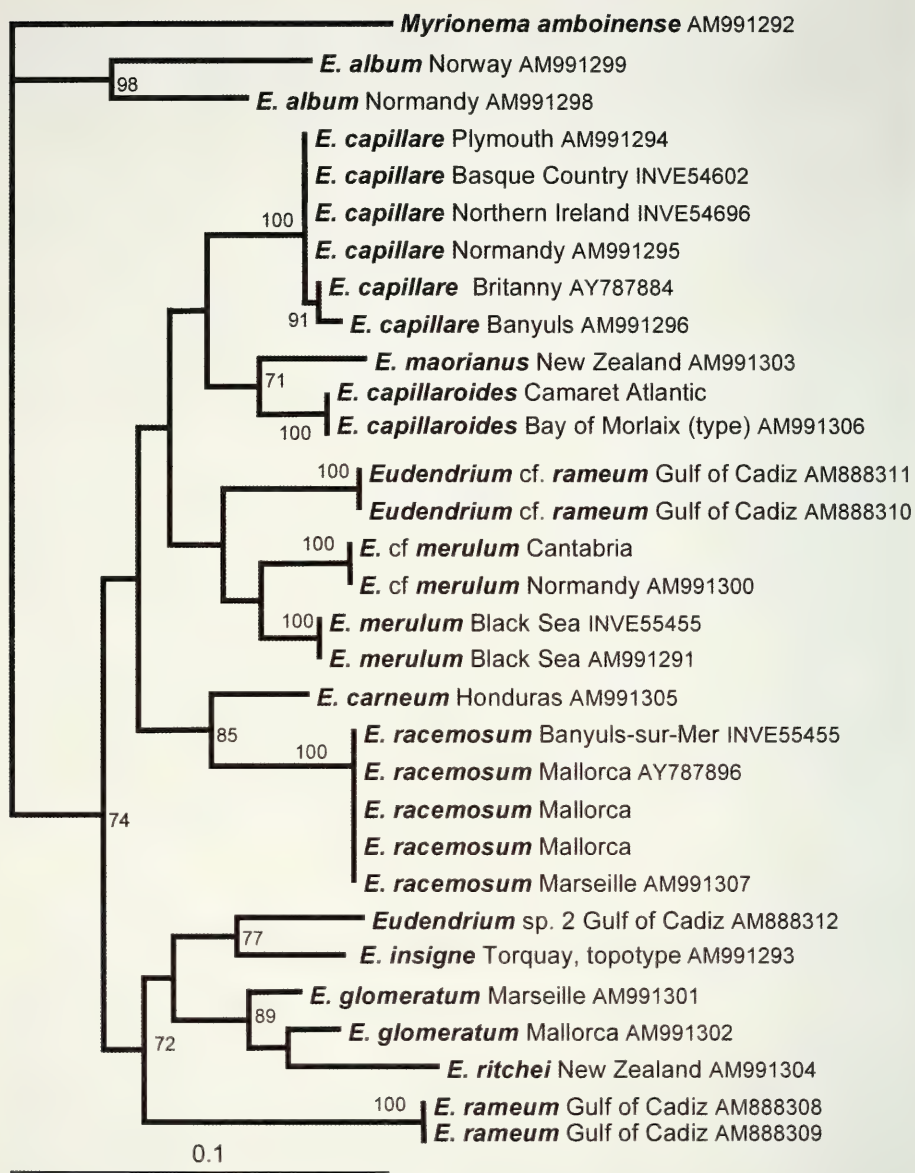 Myrionema amboinense AM991292
E. album Norway AM991299
98
E. album Normandy AM991298
E. capillare Plymouth AM991294
E. capillare Basque Country INVE54602
100
E. capillare Northern Ireland INVE54696
E. capillare Normandy AM991295
E. capillare Britanny AY787884
91
E. capillare Banyuls AM991296
E. maorianus New Zealand AM991303
71
E. capillaroides Camaret Atlantic
100
E. capillaroides Bay of Morlaix (type) AM991306
100
Eudendrium cf. rameum Gulf of Cadiz AM888311
Eudendrium cf. rameum Gulf of Cadiz AM888310
100
E. cf merulum Cantabria
E. cf merulum Normandy AM991300
100
E. merulum Black Sea INVE55455
E. merulum Black Sea AM991291
E. carneum Honduras AM991305
85
E. racemosum Banyuls-sur-Mer INVE55455
100
E. racemosum Mallorca AY787896
E. racemosum Mallorca
74
E. racemosum Mallorca
E. racemosum Marseille AM991307
Eudendrium sp. 2 Gulf of Cadiz AM888312
77
E. insigne Torquay, topotype AM991293
E. glomeratum Marseille AM991301
89
E. glomeratum Mallorca AM991302
72
E. ritchei New Zealand AM991304
100
E. rameum Gulf of Cadiz AM888308
E. rameum Gulf of Cadiz AM888309
0.1